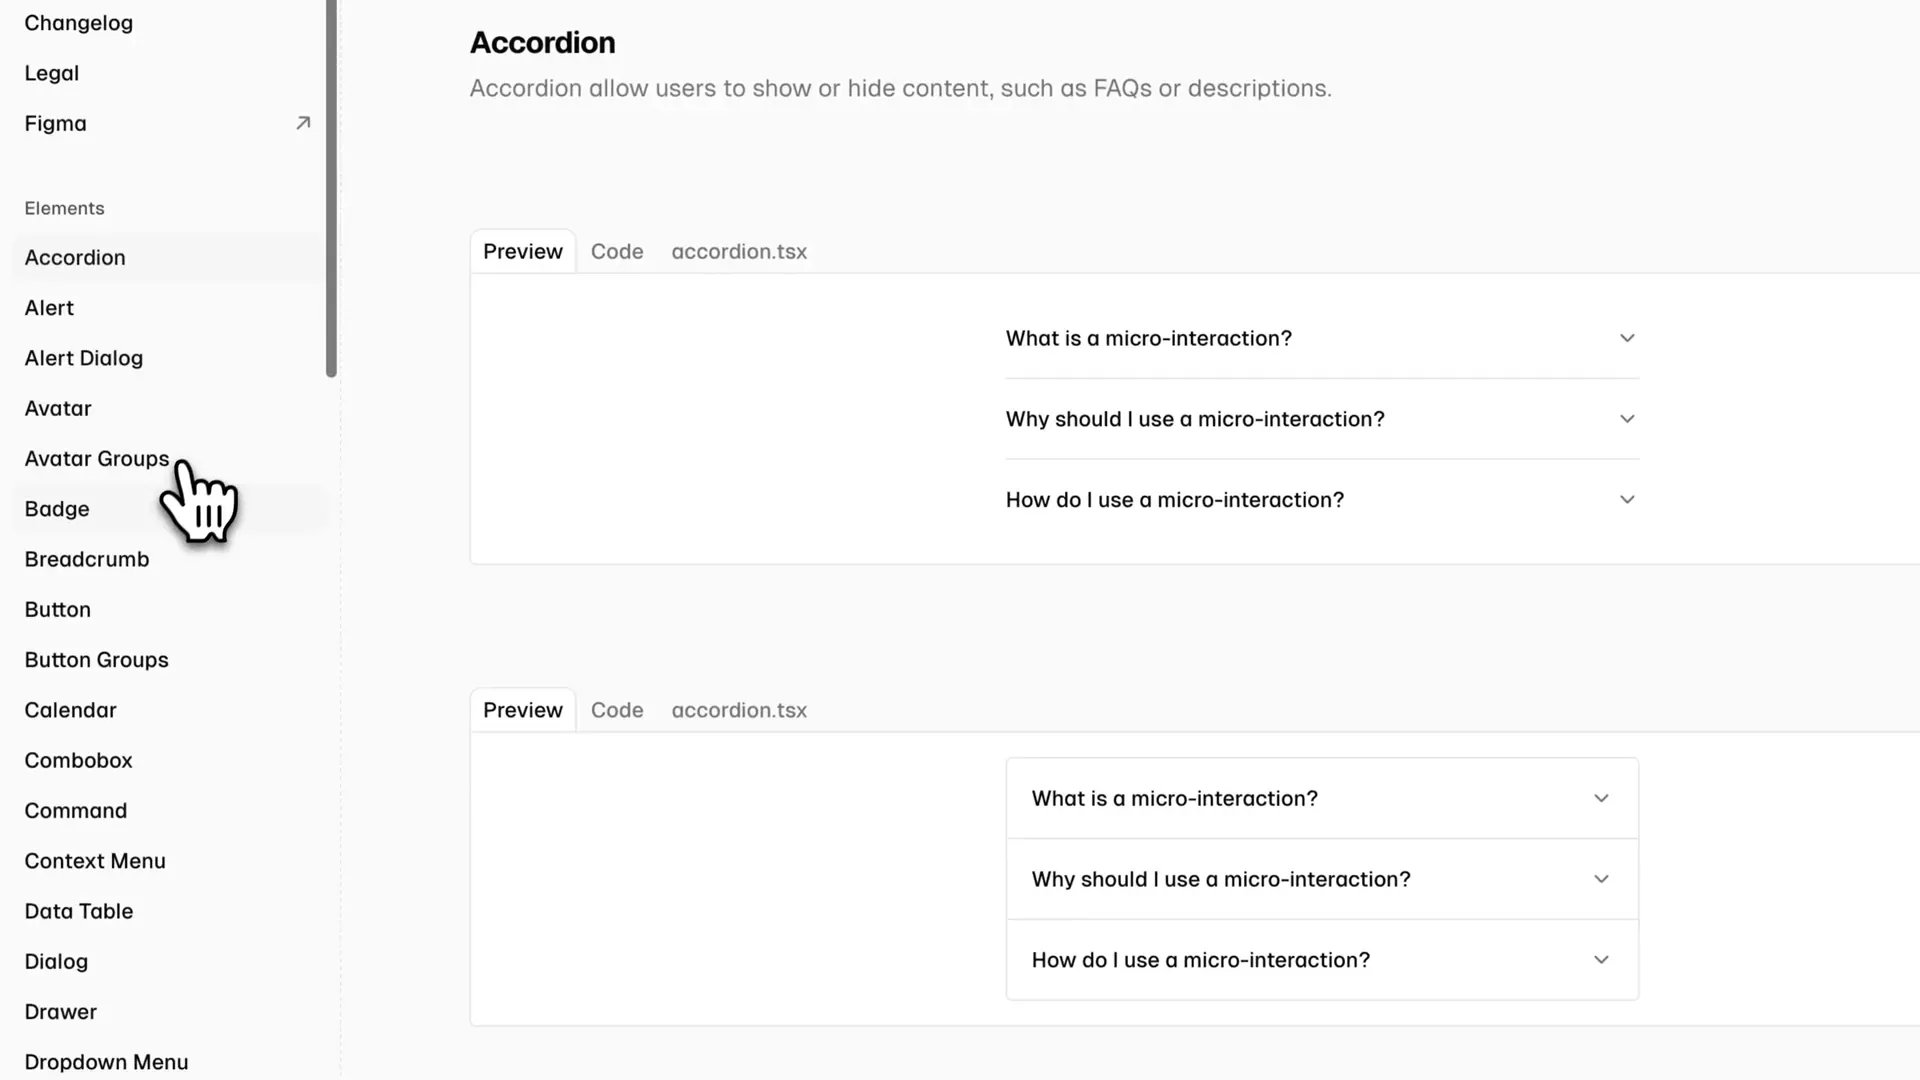 Changelog
Legal
Figma
Elements
Accordion
Alert
Alert Dialog
Avatar
Avatar Groups
Badge
Breadcrumb
Button
Button Groups
Calendar
Combobox
Command
Context Menu
Data Table
Dialog
Drawer
Dropdown Menu
Accordion
Accordion allow users to show or hide content, such as FAQs or descriptions.
Preview Code accordion.tsx
What is a micro-interaction?
Why should I use a micro-interaction?
How do I use a micro-interaction?
Preview Code accordion.tsx
What is a micro-interaction?
Why should I use a micro-interaction?
How do I use a micro-interaction?